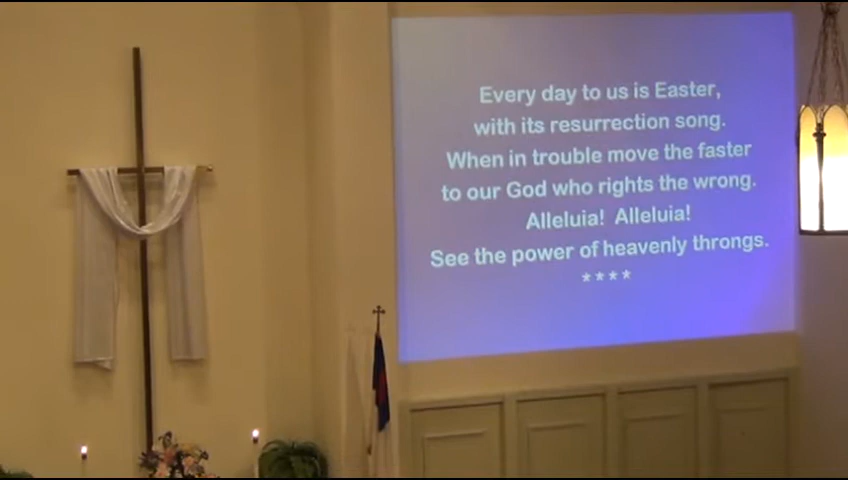 Every day to us is Easter,
with its resurrection song.
When in trouble move the faster
to our God who rights the wrong.
Alleluia!  Alleluia!
See the power of heavenly throngs.
****